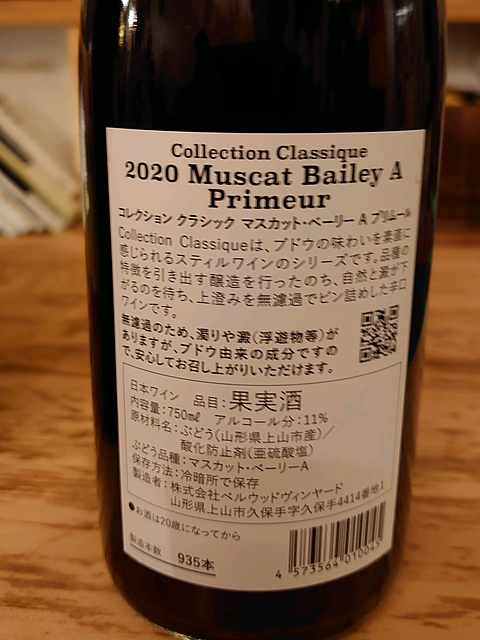 Collection Classique
2020 Muscat Bailey A
Primeur
コレクション クラシック マスカット・ベーリー A プリムール
Collection Classiqueは、ブドウの味わいを素直に
感じられるスティルワインのシリーズです。品種の
特徴を引き出す醸造を行ったのち、自然と澱が下
がるのを待ち、上澄みを無濾過でビン詰めした辛口
ワインです。
無濾過のため、濁りや澱(浮遊物等)が
ありますが、ブドウ由来の成分ですの
で、安心してお召し上がりいただけます。
日本ワイン 品目:果実酒
内容量:750㎖ アルコール分:11%
原材料名:ぶどう(山形県上山市産)/
酸化防止剤(亜硫酸塩)
ぶどう品種:マスカット・ベーリーA
保存方法:冷暗所で保存
製造者:株式会社ベルウッドヴィンヤード
山形県上山市久保手字久保手4414番地1
●お酒は20歳になってから
製造本数 935本
4 573564 010045